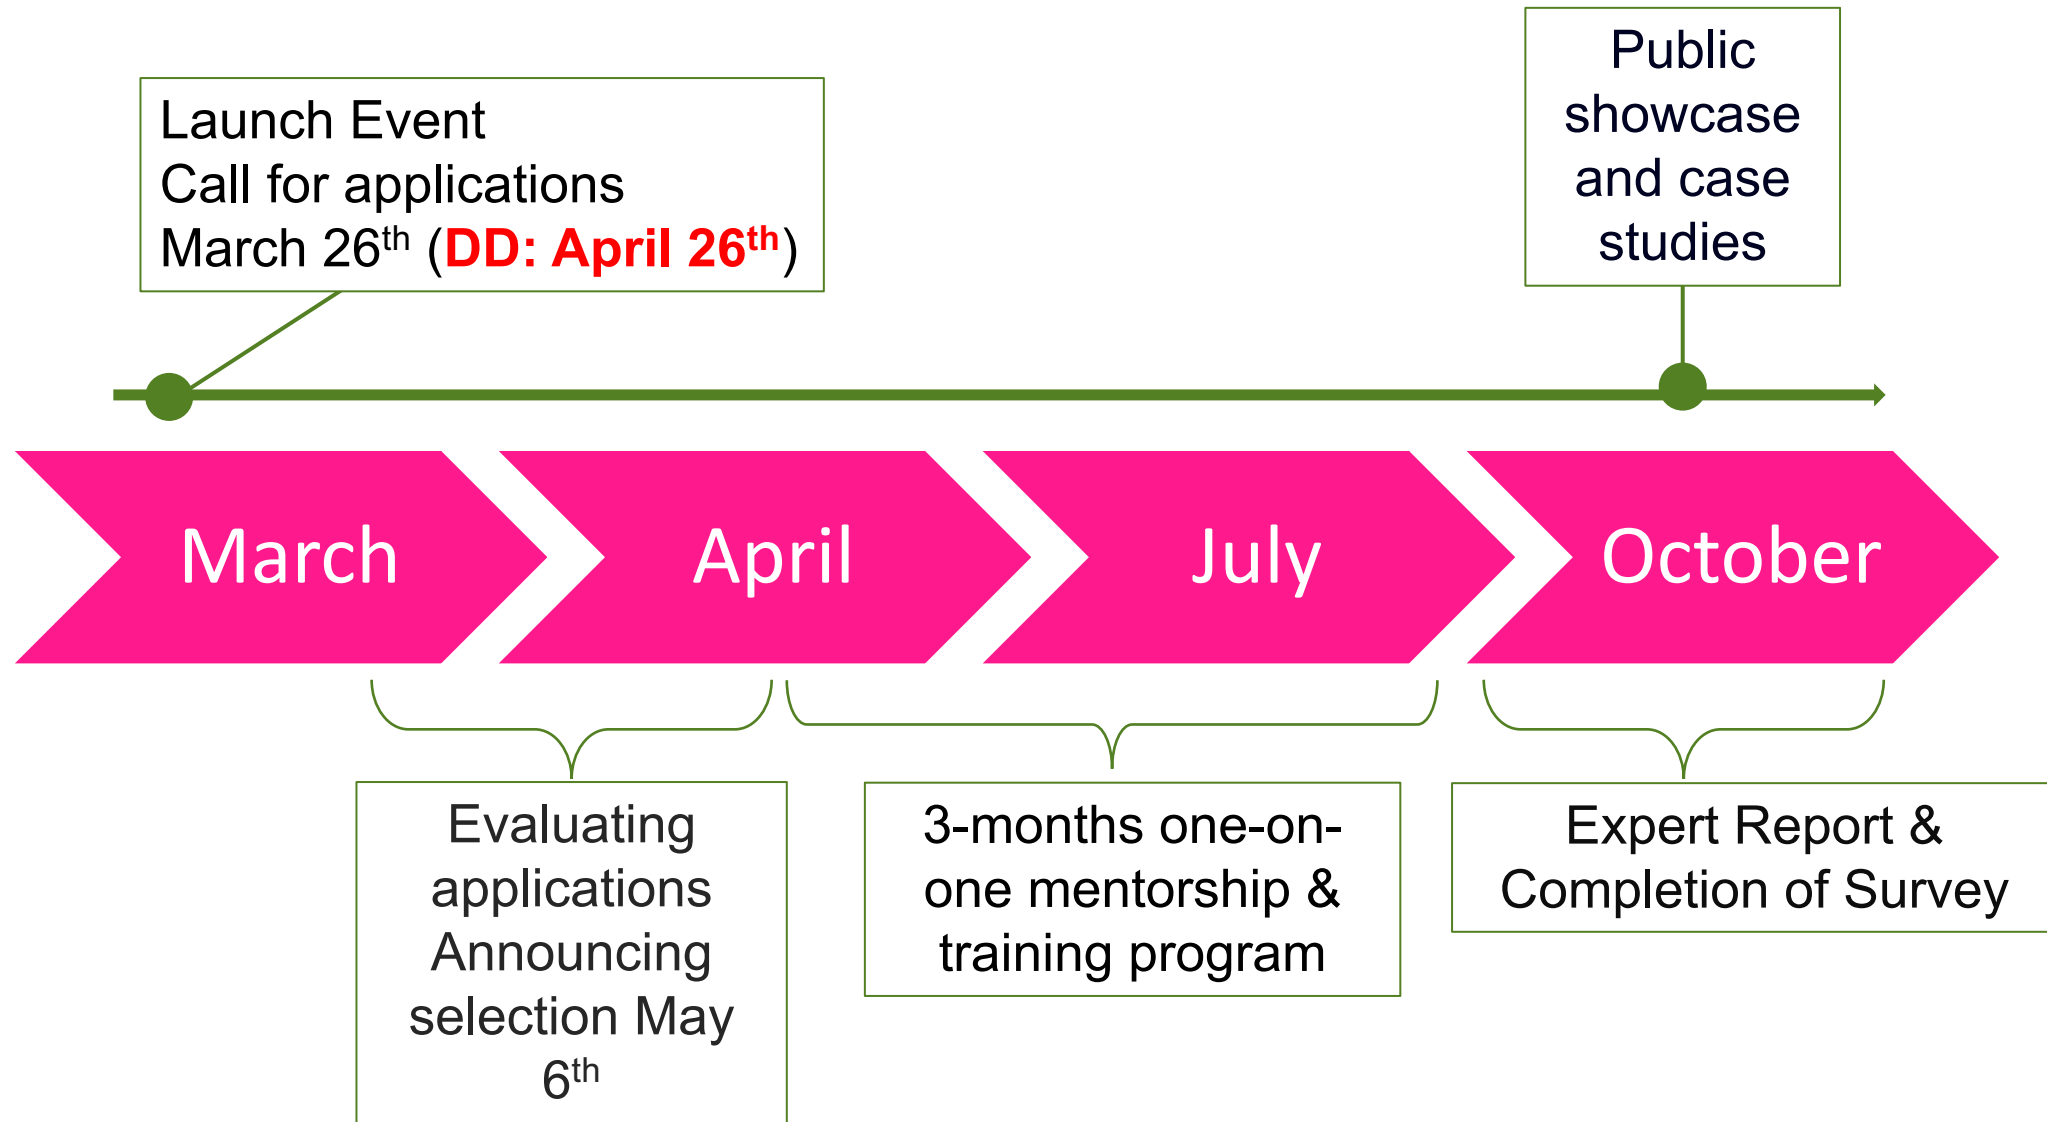 Launch Event
Call for applications
March 26th (DD: April 26th)
Public
showcase
and case
studies
March
April
July
October
Evaluating
applications
Announcing
selection May
6th
3-months one-on-
one mentorship &
training program
Expert Report &
Completion of Survey